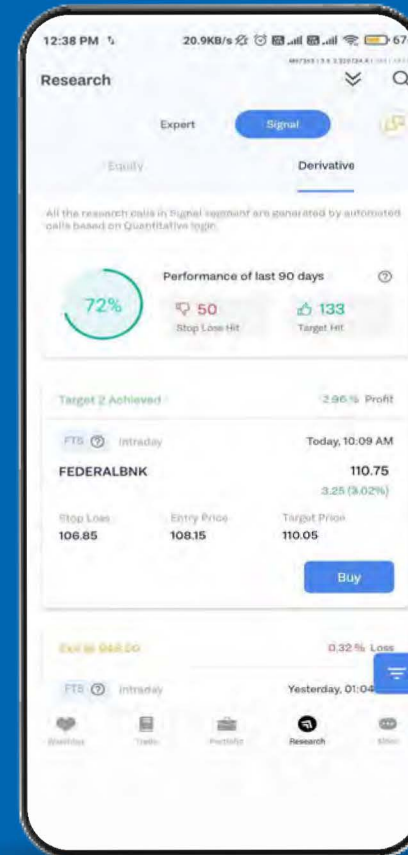 12:38 PM 20.9KB/s 67
Research
Expert Signal
Equity Derivative
All the research calls in Signal segment are generated by automated
calls based on Quantitative login.
Performance of last 90 days
72% 50 133
Stop Loss Hit Target Hit
Target 2 Achieved 2.96 % Profit
FTS Intraday Today, 10:09 AM
FEDERALBNK 110.75
3.25 (3.02%)
Stop Loss Entry Price Target Price
106.85 108.15 110.05
Buy
0.32 % Loss
FTS Intraday Yesterday, 01:04
Trade Portfolio Research